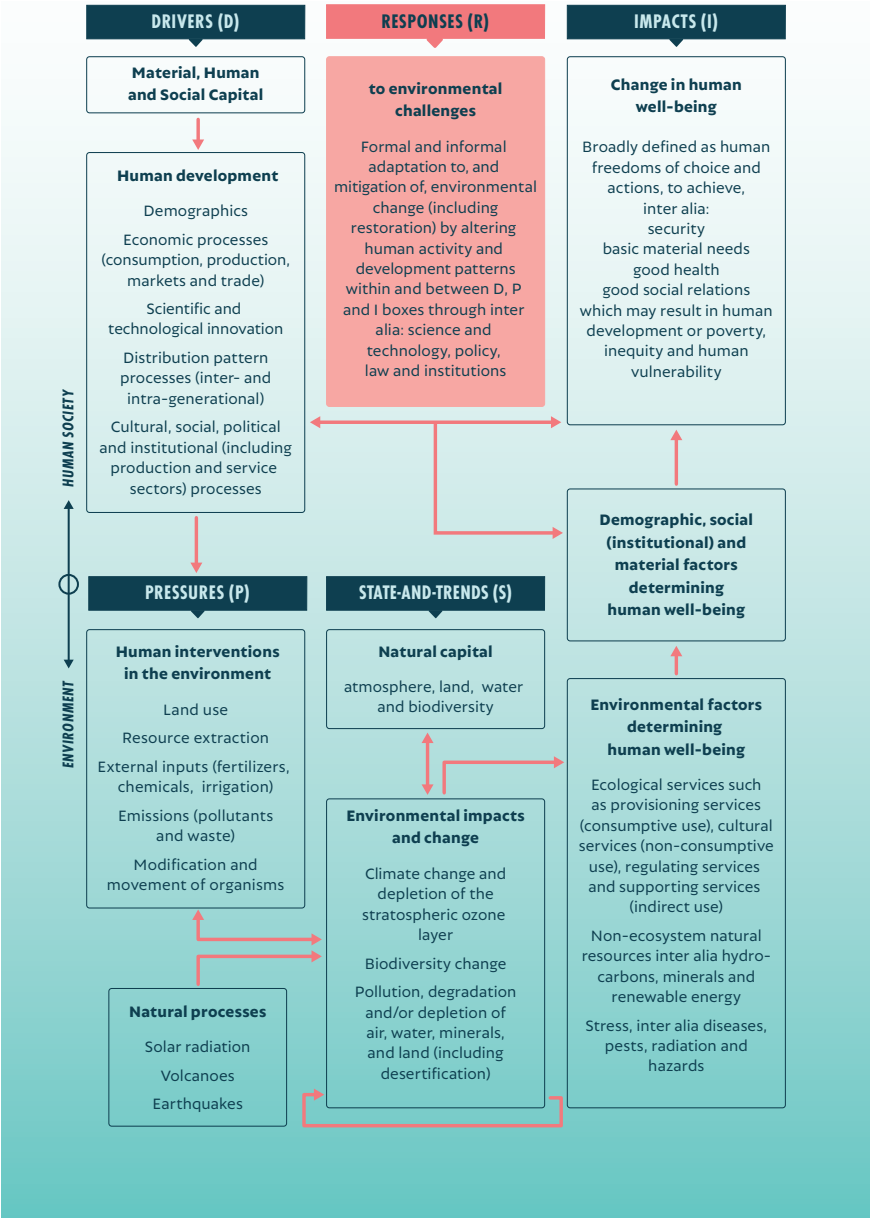 DRIVERS (D)
Material, Human
and Social Capital
Human development
Demographics
Economic processes
(consumption, production,
markets and trade)
Scientific and
technological innovation
Distribution pattern
processes (inter- and
intra-generational)
Cultural, social, political
and institutional (including
production and service
sectors) processes
RESPONSES (R)
to environmental
challenges
Formal and informal
adaptation to, and
mitigation of, environmental
change (including
restoration) by altering
human activity and
development patterns
within and between D, P
and I boxes through inter
alia: science and
technology, policy,
law and institutions
IMPACTS (I)
Change in human
well-being
Broadly defined as human
freedoms of choice and
actions, to achieve,
inter alia:
security
basic material needs
good health
good social relations
which may result in human
development or poverty,
inequity and human
vulnerability
Demographic, social
(institutional) and
material factors
determining
human well-being
HUMAN SOCIETY
ENVIRONMENT
PRESSURES (P)
Human interventions
in the environment
Land use
Resource extraction
External inputs (fertilizers,
chemicals, irrigation)
Emissions (pollutants
and waste)
Modification and
movement of organisms
Natural processes
Solar radiation
Volcanoes
Earthquakes
STATE-AND-TRENDS (S)
Natural capital
atmosphere, land, water
and biodiversity
Environmental impacts
and change
Climate change and
depletion of the
stratospheric ozone
layer
Biodiversity change
Pollution, degradation
and/or depletion of
air, water, minerals,
and land (including
desertification)
Environmental factors
determining
human well-being
Ecological services such
as provisioning services
(consumptive use), cultural
services (non-consumptive
use), regulating services
and supporting services
(indirect use)
Non-ecosystem natural
resources inter alia hydro-
carbons, minerals and
renewable energy
Stress, inter alia diseases,
pests, radiation and
hazards